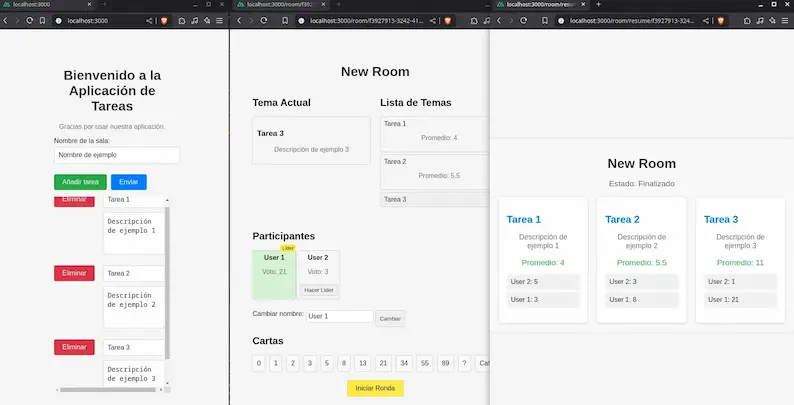 localhost:3000
localhost:3000
Bienvenido a la
Aplicación de
Tareas
Gracias por usar nuestra aplicación.
Nombre de la sala:
Nombre de ejemplo
Añadir tarea
Enviar
Eliminar
Tarea 1
Descripción
de ejemplo 1
Eliminar
Tarea 2
Descripción
de ejemplo 2
Eliminar
Tarea 3
Descripción
de ejemplo 3
localhost:3000/room/f392
localhost:3000/room/f3927913-3242-41...
New Room
Tema Actual
Tarea 3
Descripción de ejemplo 3
Lista de Temas
Tarea 1
Promedio: 4
Tarea 2
Promedio: 5.5
Tarea 3
Participantes
Líder
User 1
Voto: 21
User 2
Voto: 3
Hacer Líder
Cambiar nombre:
User 1
Cambiar
Cartas
0
1
2
3
5
8
13
21
34
55
89
?
Caf
Iniciar Ronda
localhost:3000/room/resu
localhost:3000/room/resume/f3927913-324...
New Room
Estado: Finalizado
Tarea 1
Descripción de
ejemplo 1
Promedio: 4
User 2: 5
User 1: 3
Tarea 2
Descripción de
ejemplo 2
Promedio: 5.5
User 2: 3
User 1: 8
Tarea 3
Descripción de
ejemplo 3
Promedio: 11
User 2: 1
User 1: 21